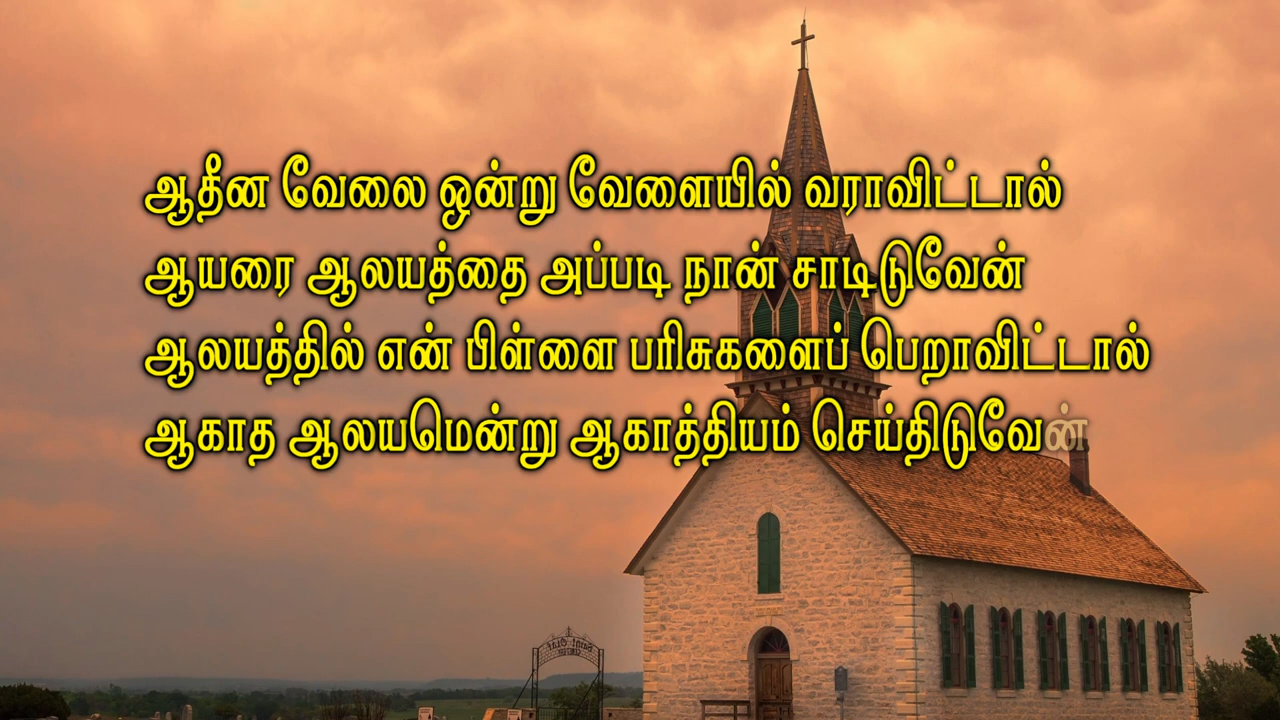 ஆதீன வேலை ஒன்று வேளையில் வராவிட்டால்
ஆயரை ஆலயத்தை அப்படி நான் சாடிடுவேன்
ஆலயத்தில் என் பிள்ளை பரிசுகளைப் பெறாவிட்டால்
ஆகாத ஆலயமென்று ஆகாத்தியம் செய்திடுவேன்